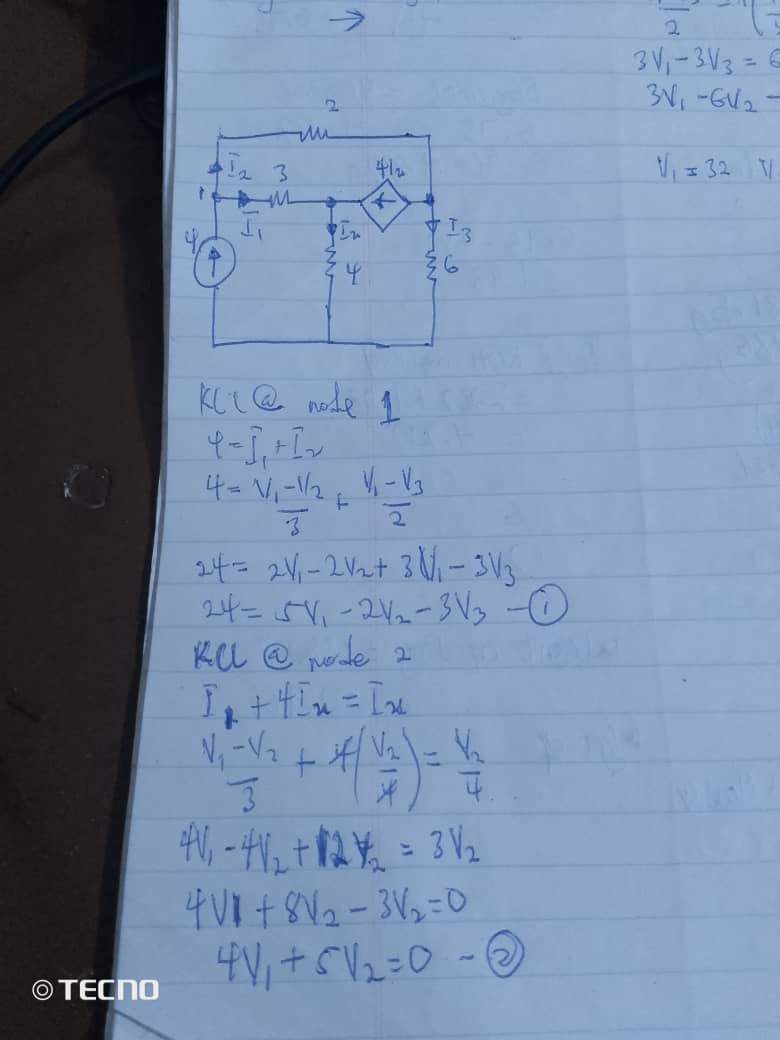 2
3V₁ - 3V₃ = 6
3V₁ - 6V₂ -
V₁ = 32 V
2
I₂ 3 4Ix
1
I₁ Ix I₃
4 4 6
KCL @ node 1
4 = I₁ + I₂
4 = (V₁ - V₂)/3 + (V₁ - V₃)/2
24 = 2V₁ - 2V₂ + 3V₁ - 3V₃
24 = 5V₁ - 2V₂ - 3V₃ - ①
KCL @ node 2
I₁ + 4Ix = Ix
(V₁ - V₂)/3 + 4(V₂/4) = V₂/4
4V₁ - 4V₂ + 12V₂ = 3V₂
4V1 + 8V₂ - 3V₂ = 0
4V₁ + 5V₂ = 0 - ②
TECNO